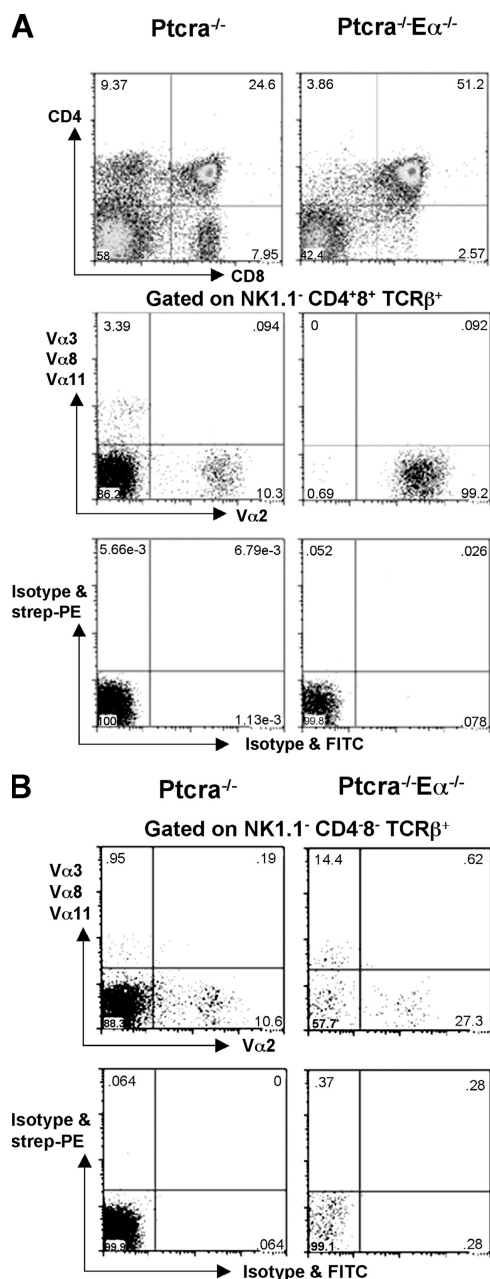 A
Ptcra-/-
Ptcra-/-Eα-/-
9.37
24.6
3.86
51.2
CD4
58
7.95
42.4
2.57
CD8
Gated on NK1.1- CD4+8+ TCRβ+
Vα3
Vα8
Vα11
3.39
.094
0
.092
86.2
10.3
0.69
99.2
Vα2
Isotype &
strep-PE
5.66e-3
6.79e-3
.052
.026
100
1.13e-3
99.8
.078
Isotype & FITC
B
Ptcra-/-
Ptcra-/-Eα-/-
Gated on NK1.1- CD4-8- TCRβ+
Vα3
Vα8
Vα11
.95
.19
14.4
.62
88.3
10.6
57.7
27.3
Vα2
Isotype &
strep-PE
.064
0
.37
.28
99.9
.064
99.1
.28
Isotype & FITC